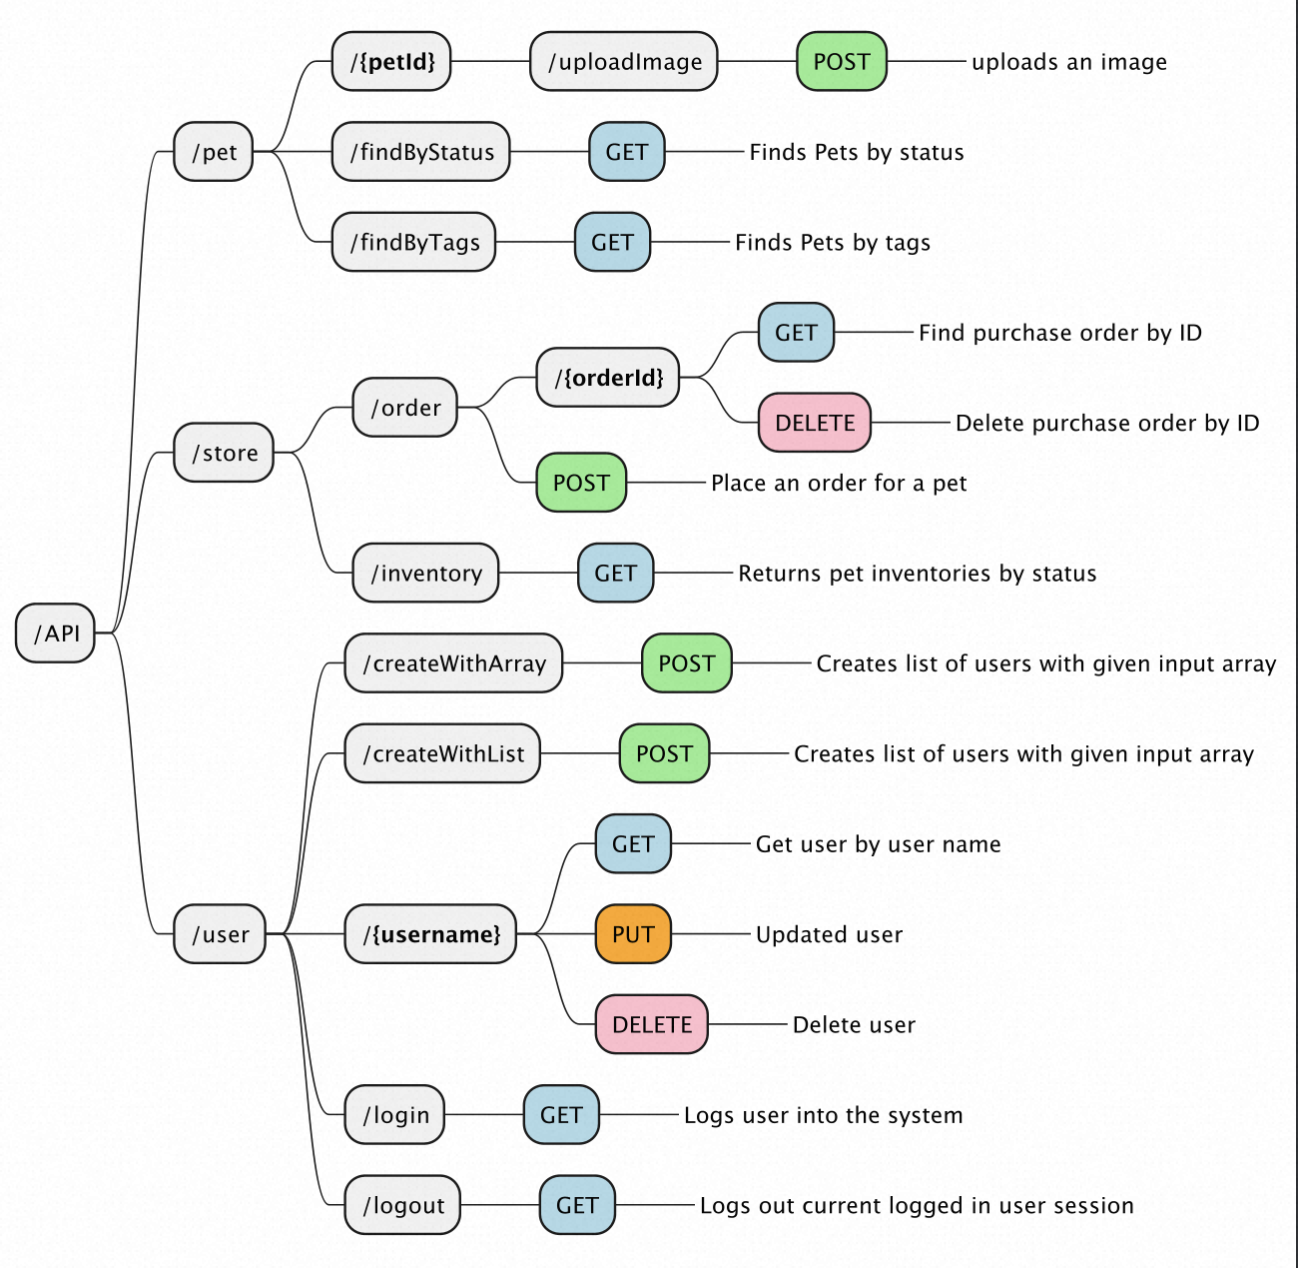 /{petId} /uploadImage POST uploads an image
/pet /findByStatus GET Finds Pets by status
/findByTags GET Finds Pets by tags
GET Find purchase order by ID
/{orderId}
/order
DELETE Delete purchase order by ID
/store
POST Place an order for a pet
/inventory GET Returns pet inventories by status
/API
/createWithArray POST Creates list of users with given input array
/createWithList POST Creates list of users with given input array
GET Get user by user name
/user /{username} PUT Updated user
DELETE Delete user
/login GET Logs user into the system
/logout GET Logs out current logged in user session